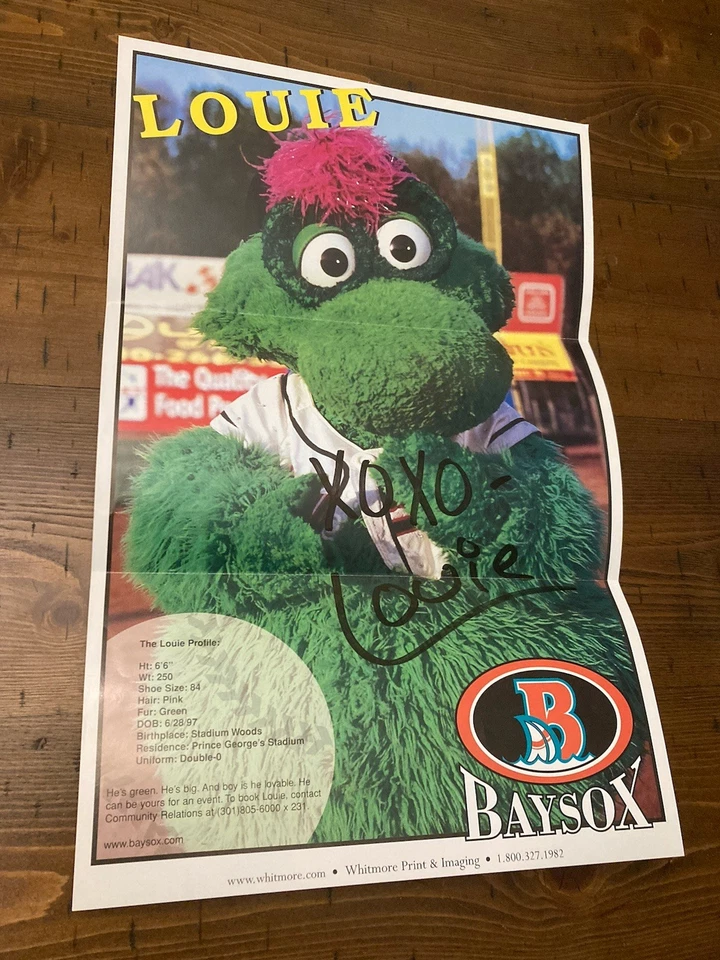 LOUIE
The Quality
Food P
XOXO-
Louie
The Louie Profile:
Ht: 6'6"
Wt: 250
Shoe Size: 84
Hair: Pink
Fur: Green
DOB: 6/28/97
Birthplace: Stadium Woods
Residence: Prince George's Stadium
Uniform: Double-0
He's green. He's big. And boy is he lovable. He
can be yours for an event. To book Louie, contact
Community Relations at (301)805-6000 x 231.
www.baysox.com
B
BAYSOX
www.whitmore.com • Whitmore Print & Imaging • 1.800.327.1982